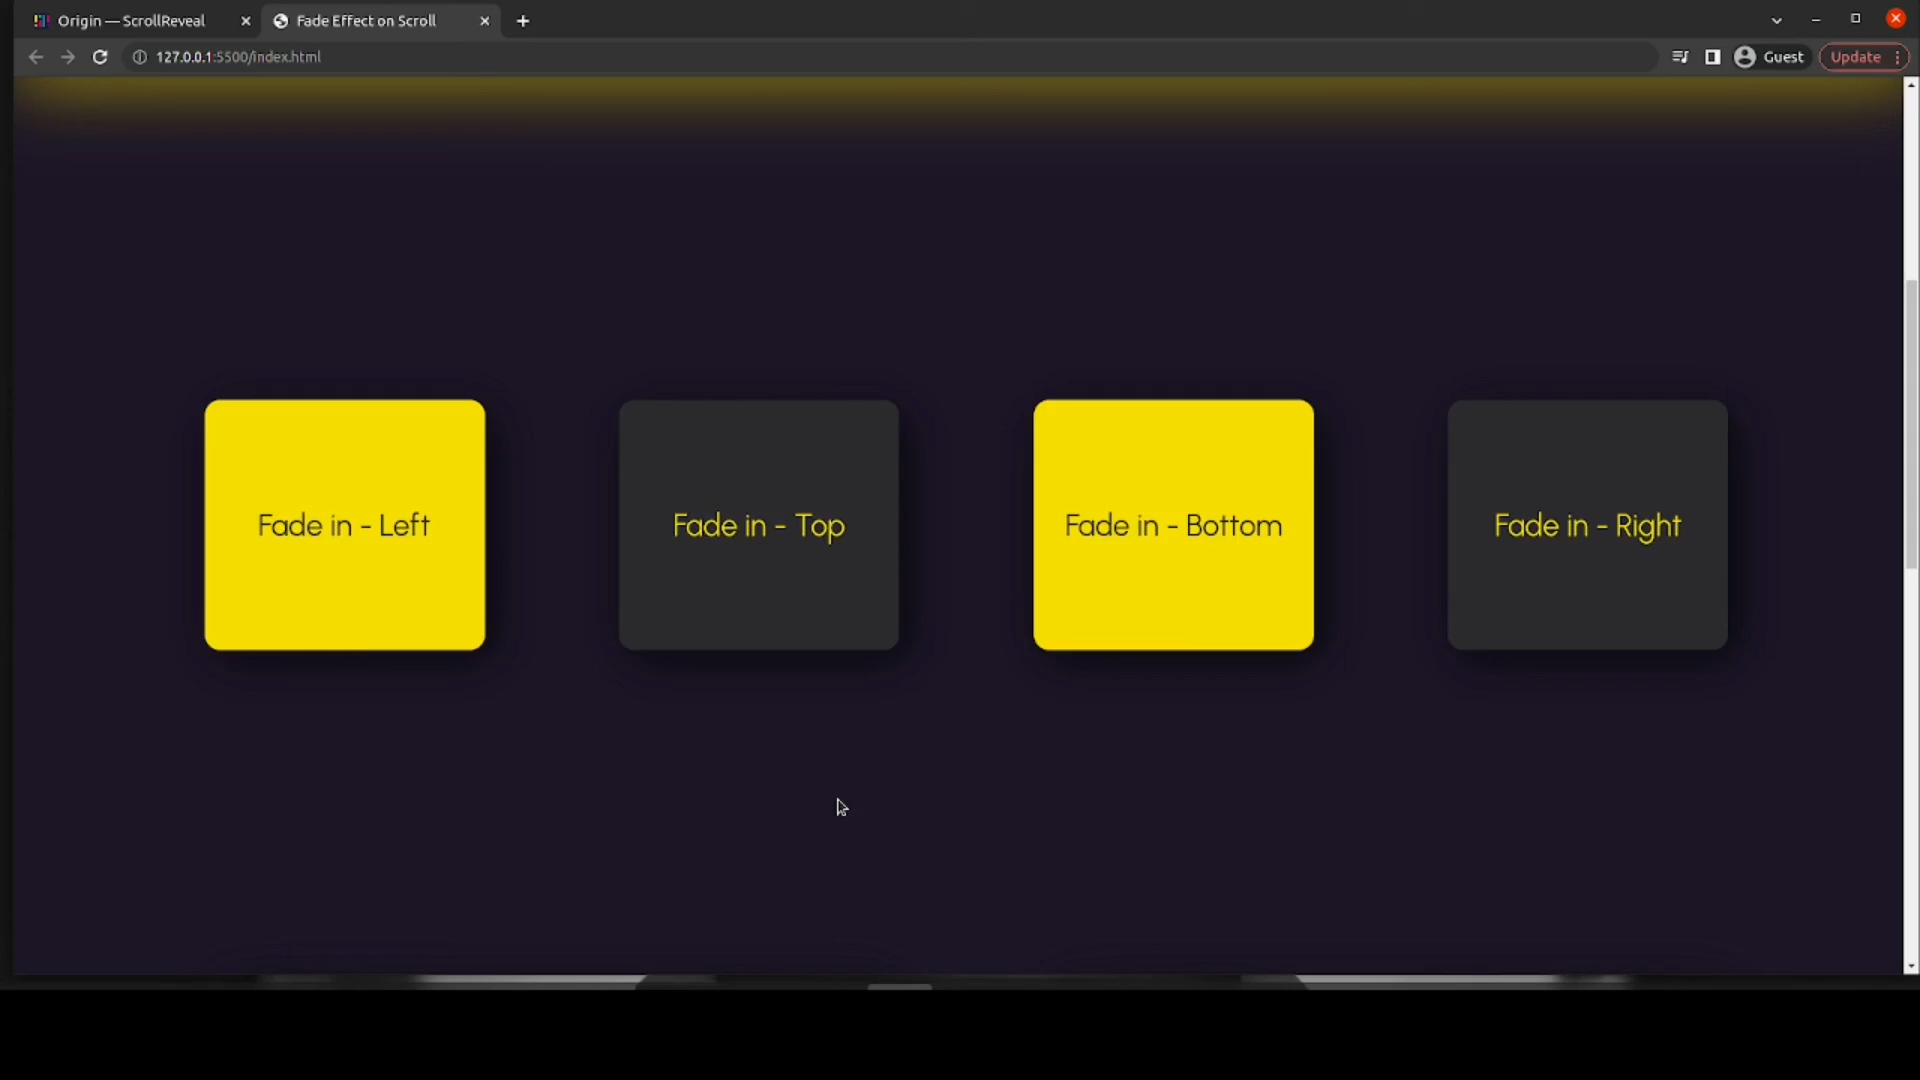 Origin — ScrollReveal
Fade Effect on Scroll
127.0.0.1:5500/index.html
Guest
Update
Fade in - Left
Fade in - Top
Fade in - Bottom
Fade in - Right